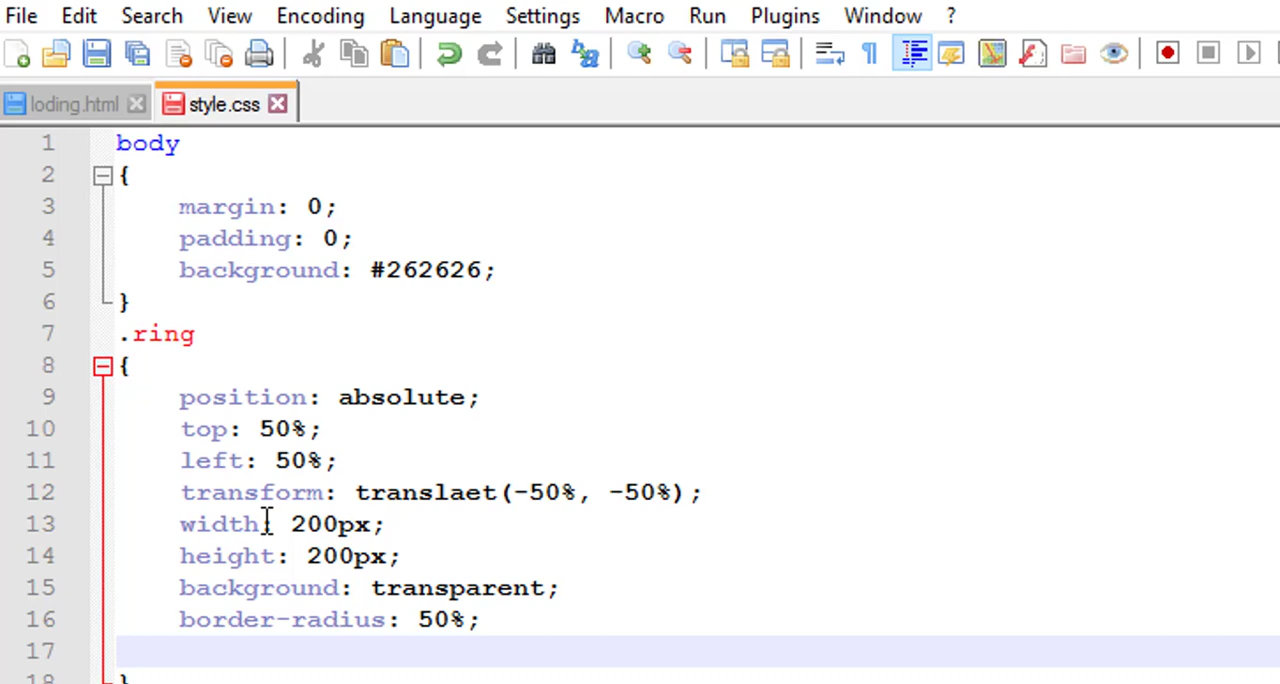 File Edit Search View Encoding Language Settings Macro Run Plugins Window ?
loding.html style.css
1 body
2 {
3 margin: 0;
4 padding: 0;
5 background: #262626;
6 }
7 .ring
8 {
9 position: absolute;
10 top: 50%;
11 left: 50%;
12 transform: translaet(-50%, -50%);
13 width: 200px;
14 height: 200px;
15 background: transparent;
16 border-radius: 50%;
17
18 }